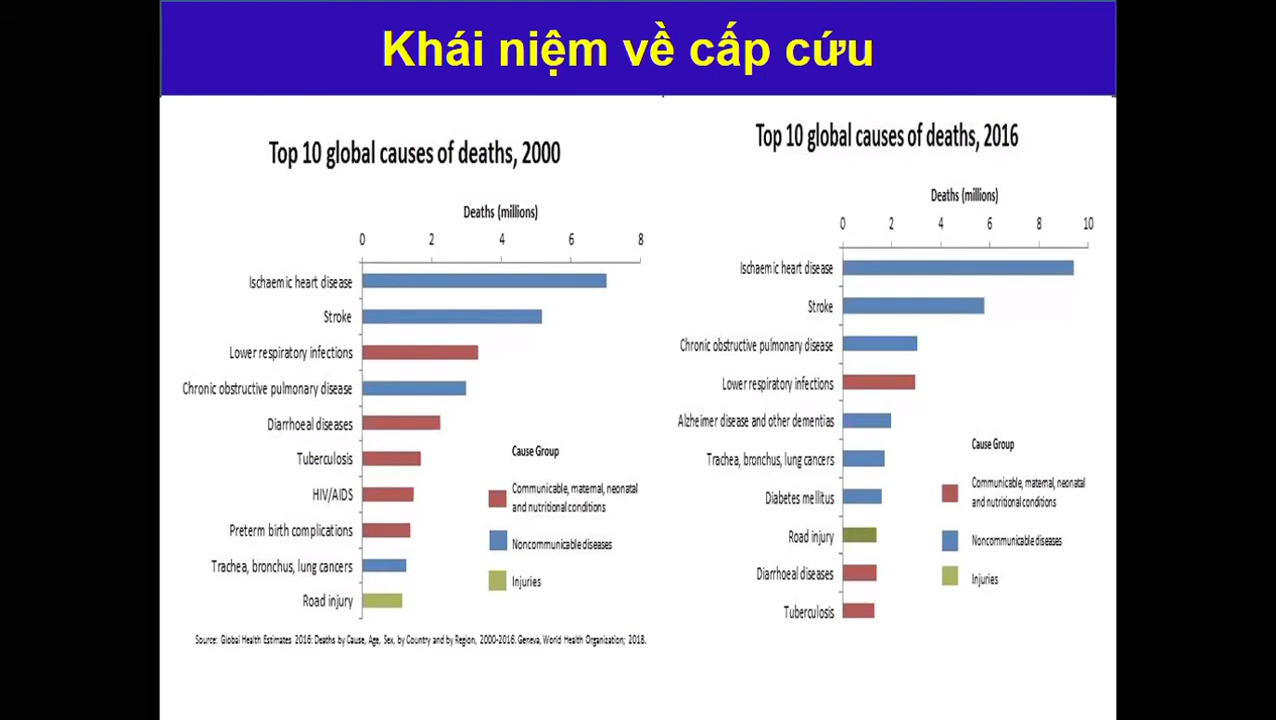 Khái niệm về cấp cứu
Top 10 global causes of deaths, 2000
Deaths (millions)
0 2 4 6 8
Ischaemic heart disease
Stroke
Lower respiratory infections
Chronic obstructive pulmonary disease
Diarrhoeal diseases
Tuberculosis
HIV/AIDS
Preterm birth complications
Trachea, bronchus, lung cancers
Road injury
Cause Group
Communicable, maternal, neonatal
and nutritional conditions
Noncommunicable diseases
Injuries
Source: Global Health Estimates 2016: Deaths by Cause, Age, Sex, by Country and by Region, 2000-2016. Geneva, World Health Organization; 2018.
Top 10 global causes of deaths, 2016
Deaths (millions)
0 2 4 6 8 10
Ischaemic heart disease
Stroke
Chronic obstructive pulmonary disease
Lower respiratory infections
Alzheimer disease and other dementias
Trachea, bronchus, lung cancers
Diabetes mellitus
Road injury
Diarrhoeal diseases
Tuberculosis
Cause Group
Communicable, maternal, neonatal
and nutritional conditions
Noncommunicable diseases
Injuries